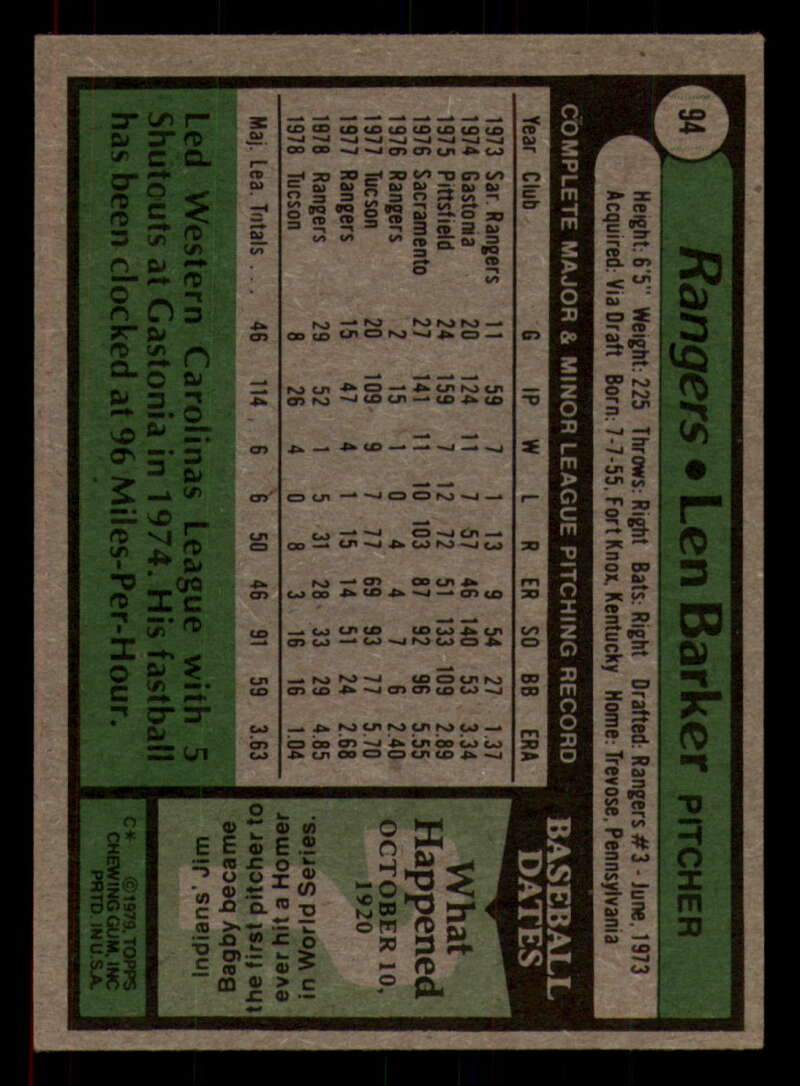 94
Rangers • Len Barker PITCHER
Height: 6'5" Weight: 225 Throws: Right Bats: Right Drafted: Rangers #3 - June, 1973
Acquired: Via Draft Born: 7-7-55, Fort Knox, Kentucky Home: Trevose, Pennsylvania
COMPLETE MAJOR & MINOR LEAGUE PITCHING RECORD
Year Club G IP W L R ER SO BB ERA
1973 Sar. Rangers 11 59 7 1 13 9 54 27 1.37
1974 Gastonia 20 124 11 7 57 46 140 53 3.34
1975 Pittsfield 24 159 7 12 72 51 133 109 2.89
1976 Sacramento 27 141 11 10 103 87 92 96 5.55
1976 Rangers 2 15 1 0 4 4 7 6 2.40
1977 Tucson 20 109 9 7 77 69 93 77 5.70
1977 Rangers 15 47 4 1 15 14 51 24 2.68
1978 Rangers 29 52 1 5 31 28 33 29 4.85
1978 Tucson 8 26 4 0 8 3 16 16 1.04
Maj. Lea. Totals .... 46 114 6 6 50 46 91 59 3.63
Led Western Carolinas League with 5
Shutouts at Gastonia in 1974. His fastball
has been clocked at 96 Miles-Per-Hour.
BASEBALL
DATES
What
Happened
OCTOBER 10,
1920
Indians' Jim
Bagby became
the first pitcher to
ever hit a Homer
in World Series.
C* ©1979, TOPPS
CHEWING GUM, INC
PRTD. IN U.S.A.